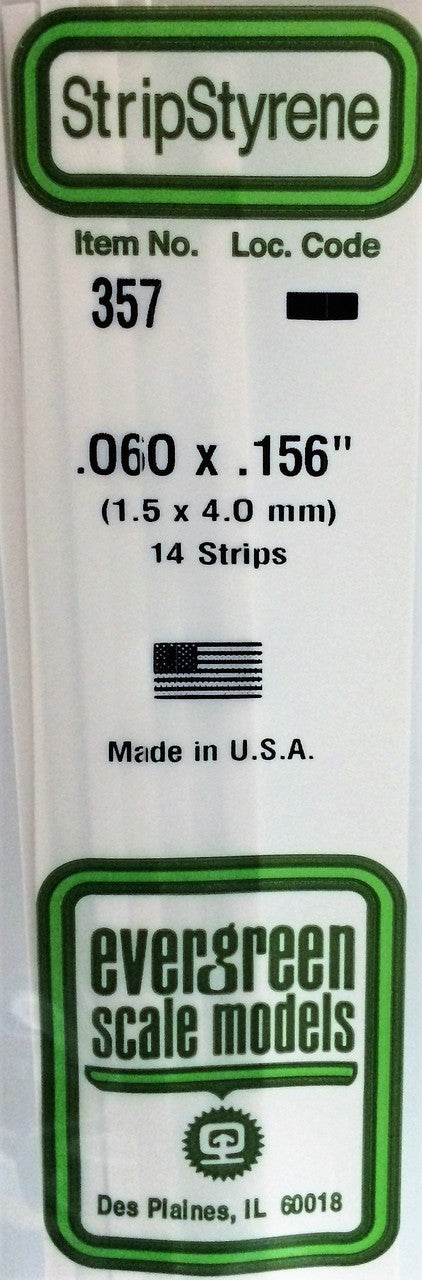 StripStyrene
Item No. Loc. Code
357
.060 x .156"
(1.5 x 4.0 mm)
14 Strips
Made in U.S.A.
evergreen
scale models
Des Plaines, IL 60018